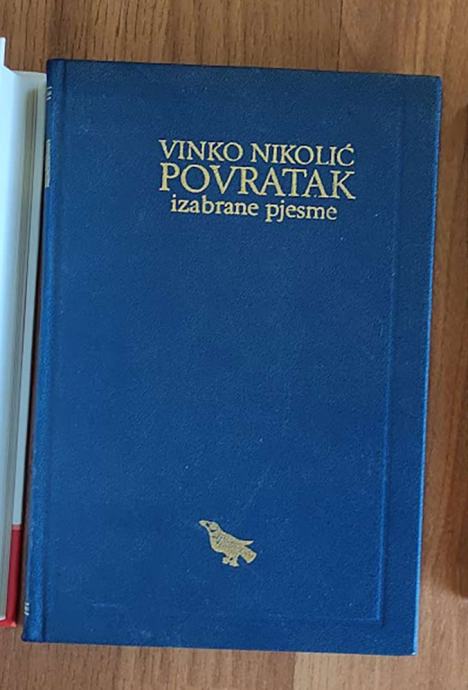 VINKO NIKOLIĆ
POVRATAK
izabrane pjesme